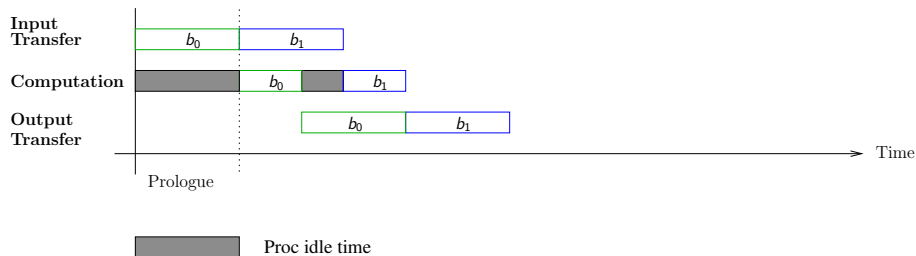 Input
Transfer
b0 b1
Computation
b0 b1
Output
Transfer
b0 b1
Time
Prologue
Proc idle time